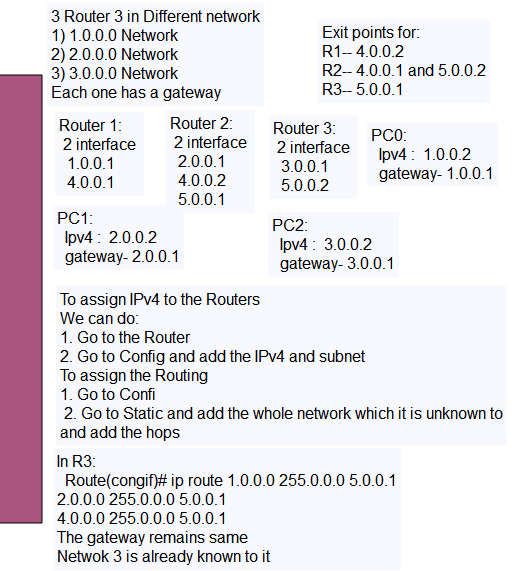 3 Router 3 in Different network
1) 1.0.0.0 Network
2) 2.0.0.0 Network
3) 3.0.0.0 Network
Each one has a gateway
Exit points for:
R1-- 4.0.0.2
R2-- 4.0.0.1 and 5.0.0.2
R3-- 5.0.0.1
Router 1:
2 interface
1.0.0.1
4.0.0.1
Router 2:
2 interface
2.0.0.1
4.0.0.2
5.0.0.1
Router 3:
2 interface
3.0.0.1
5.0.0.2
PC0:
Ipv4 : 1.0.0.2
gateway- 1.0.0.1
PC1:
Ipv4 : 2.0.0.2
gateway- 2.0.0.1
PC2:
Ipv4 : 3.0.0.2
gateway- 3.0.0.1
To assign IPv4 to the Routers
We can do:
1. Go to the Router
2. Go to Config and add the IPv4 and subnet
To assign the Routing
1. Go to Confi
2. Go to Static and add the whole network which it is unknown to
and add the hops
In R3:
Route(congif)# ip route 1.0.0.0 255.0.0.0 5.0.0.1
2.0.0.0 255.0.0.0 5.0.0.1
4.0.0.0 255.0.0.0 5.0.0.1
The gateway remains same
Netwok 3 is already known to it